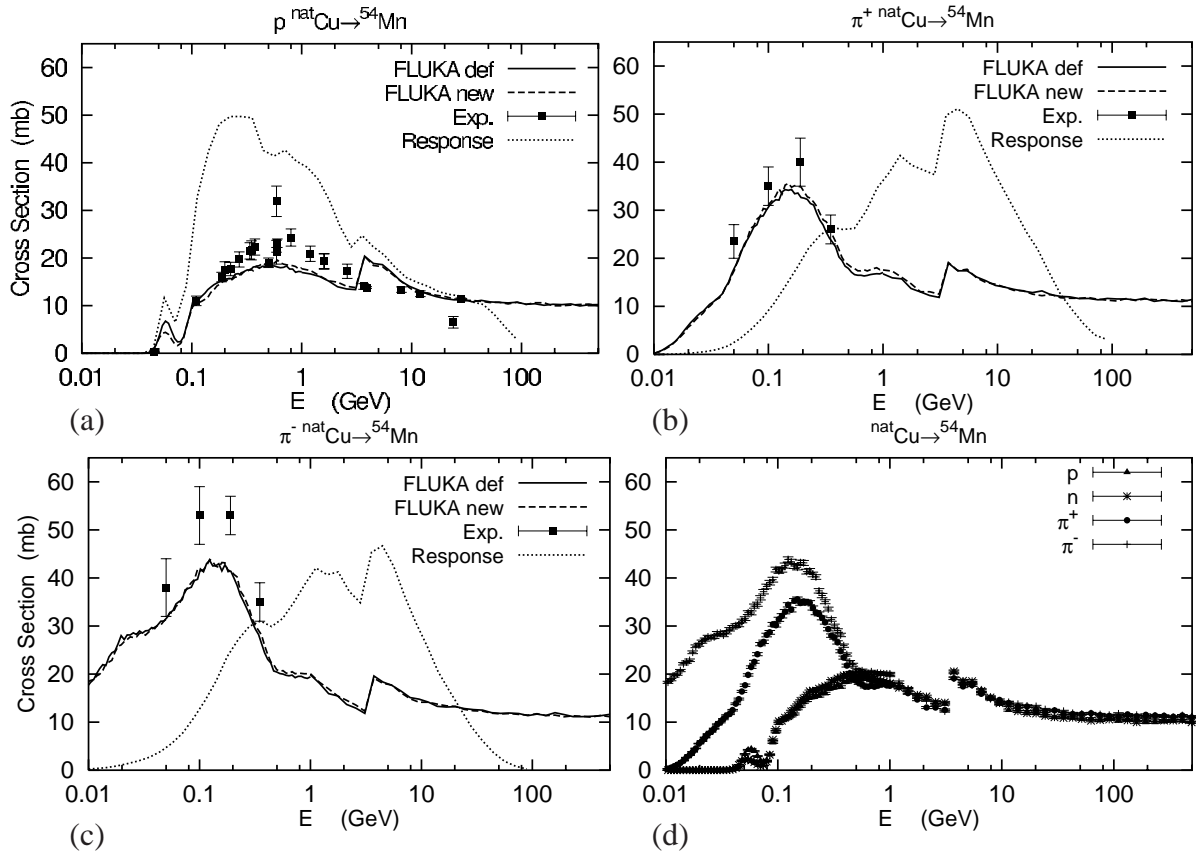 p natCu→54Mn
Cross Section (mb)
60
50
40
30
20
10
0
FLUKA def
FLUKA new
Exp.
Response
0.01 0.1 1 10 100
E (GeV)
(a)
π+ natCu→54Mn
60
50
40
30
20
10
0
FLUKA def
FLUKA new
Exp.
Response
0.01 0.1 1 10 100
E (GeV)
(b)
π- natCu→54Mn
Cross Section (mb)
60
50
40
30
20
10
0
FLUKA def
FLUKA new
Exp.
Response
0.01 0.1 1 10 100
E (GeV)
(c)
natCu→54Mn
60
50
40
30
20
10
0
p
n
π+
π-
0.01 0.1 1 10 100
E (GeV)
(d)